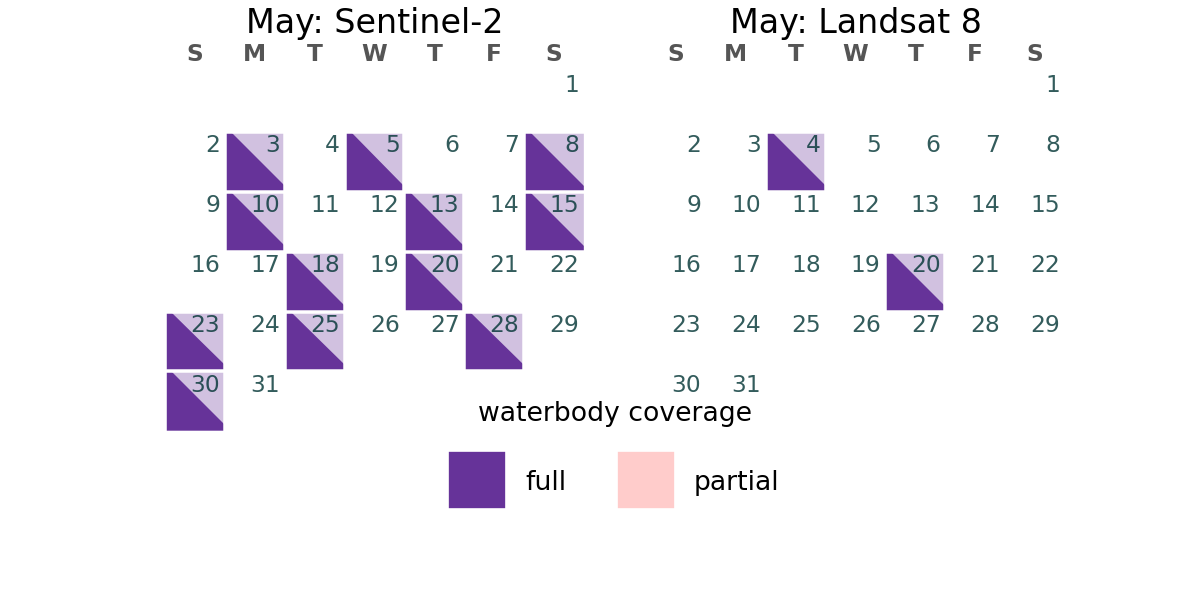 May: Sentinel-2
S M T W T F S
1
2 3 4 5 6 7 8
9 10 11 12 13 14 15
16 17 18 19 20 21 22
23 24 25 26 27 28 29
30 31
May: Landsat 8
S M T W T F S
1
2 3 4 5 6 7 8
9 10 11 12 13 14 15
16 17 18 19 20 21 22
23 24 25 26 27 28 29
30 31
waterbody coverage
full partial